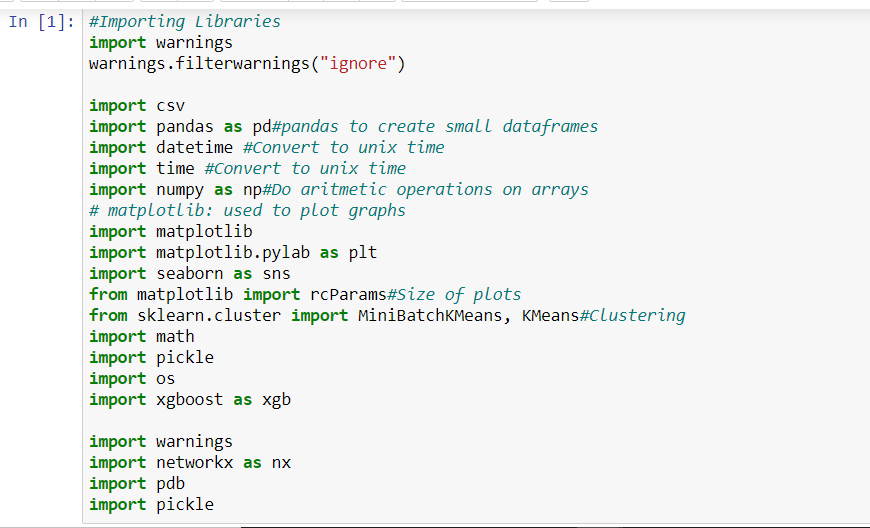 In [1]: #Importing Libraries
import warnings
warnings.filterwarnings("ignore")
import csv
import pandas as pd#pandas to create small dataframes
import datetime #Convert to unix time
import time #Convert to unix time
import numpy as np#Do aritmetic operations on arrays
# matplotlib: used to plot graphs
import matplotlib
import matplotlib.pylab as plt
import seaborn as sns
from matplotlib import rcParams#Size of plots
from sklearn.cluster import MiniBatchKMeans, KMeans#Clustering
import math
import pickle
import os
import xgboost as xgb
import warnings
import networkx as nx
import pdb
import pickle